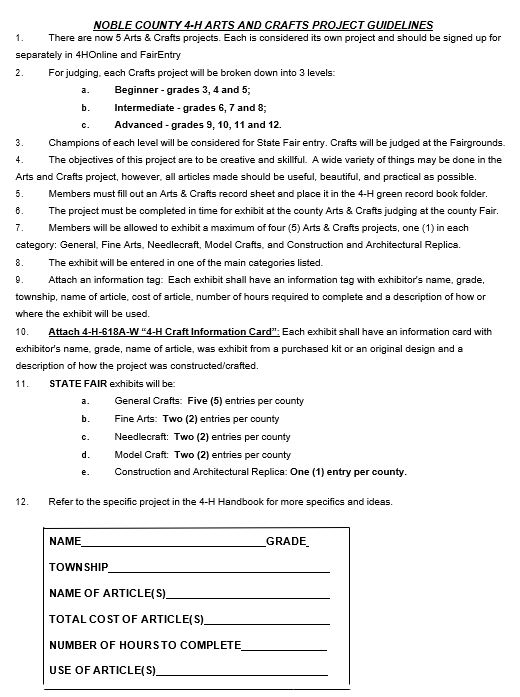 NOBLE COUNTY 4-H ARTS AND CRAFTS PROJECT GUIDELINES
1. There are now 5 Arts & Crafts projects. Each is considered its own project and should be signed up for
separately in 4HOnline and FairEntry
2. For judging, each Crafts project will be broken down into 3 levels:
a. Beginner - grades 3, 4 and 5;
b. Intermediate - grades 6, 7 and 8;
c. Advanced - grades 9, 10, 11 and 12.
3. Champions of each level will be considered for State Fair entry. Crafts will be judged at the Fairgrounds.
4. The objectives of this project are to be creative and skillful. A wide variety of things may be done in the
Arts and Crafts project, however, all articles made should be useful, beautiful, and practical as possible.
5. Members must fill out an Arts & Crafts record sheet and place it in the 4-H green record book folder.
6. The project must be completed in time for exhibit at the county Arts & Crafts judging at the county Fair.
7. Members will be allowed to exhibit a maximum of four (5) Arts & Crafts projects, one (1) in each
category: General, Fine Arts, Needlecraft, Model Crafts, and Construction and Architectural Replica.
8. The exhibit will be entered in one of the main categories listed.
9. Attach an information tag: Each exhibit shall have an information tag with exhibitor's name, grade,
township, name of article, cost of article, number of hours required to complete and a description of how or
where the exhibit will be used.
10. Attach 4-H-618A-W “4-H Craft Information Card”: Each exhibit shall have an information card with
exhibitor's name, grade, name of article, was exhibit from a purchased kit or an original design and a
description of how the project was constructed/crafted.
11. STATE FAIR exhibits will be:
a. General Crafts: Five (5) entries per county
b. Fine Arts: Two (2) entries per county
c. Needlecraft: Two (2) entries per county
d. Model Craft: Two (2) entries per county
e. Construction and Architectural Replica: One (1) entry per county.
12. Refer to the specific project in the 4-H Handbook for more specifics and ideas.
NAME GRADE
TOWNSHIP
NAME OF ARTICLE(S)
TOTAL COST OF ARTICLE(S)
NUMBER OF HOURS TO COMPLETE
USE OF ARTICLE(S)